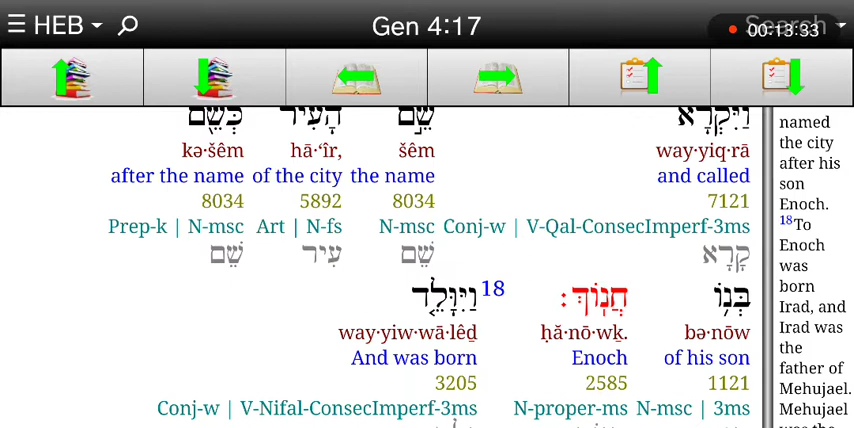 ☰ HEB Gen 4:17 Search
00:13:33
וַיִּקְרָא֙ שֵׁ֣ם הָעִ֔יר כְּשֵׁ֖ם
way·yiq·rā šêm hā·‘îr, kə·šêm
and called the name of the city after the name
7121 8034 5892 8034
Conj-w | V-Qal-ConsecImperf-3ms N-msc Art | N-fs Prep-k | N-msc
קָרָא שֵׁם עִיר שֵׁם
בְּנ֥וֹ חֲנֽוֹךְ׃ 18 וַיִּוָּלֵ֤ד
bə·nōw ḥă·nō·wḵ. way·yiw·wā·lêḏ
of his son Enoch And was born
1121 2585 3205
N-msc | 3ms N-proper-ms Conj-w | V-Nifal-ConsecImperf-3ms
named
the city
after his
son
Enoch.
18To
Enoch
was
born
Irad, and
Irad was
the
father of
Mehujael.
Mehujael